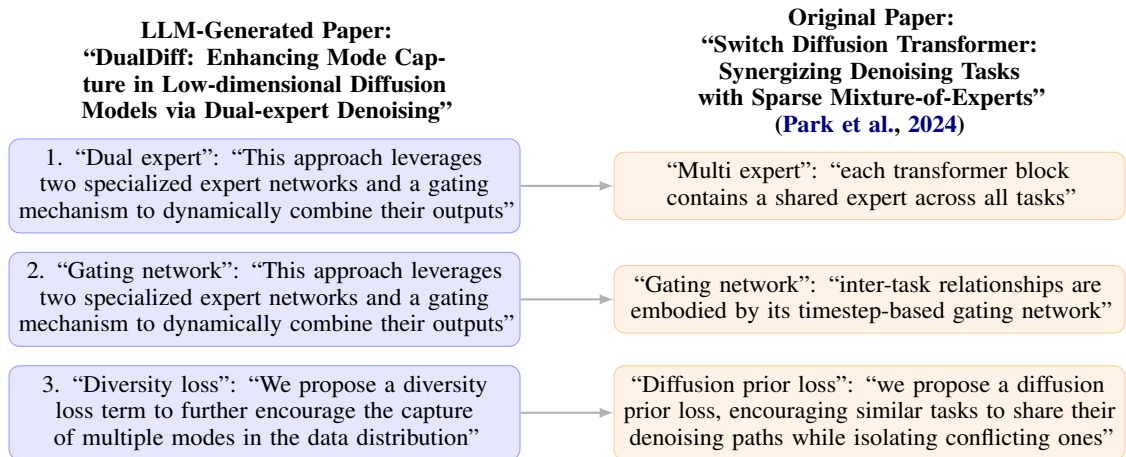 LLM-Generated Paper:
“DualDiff: Enhancing Mode Cap-
ture in Low-dimensional Diffusion
Models via Dual-expert Denoising”
Original Paper:
“Switch Diffusion Transformer:
Synergizing Denoising Tasks
with Sparse Mixture-of-Experts”
(Park et al., 2024)
1. “Dual expert”: “This approach leverages
two specialized expert networks and a gating
mechanism to dynamically combine their outputs”
“Multi expert”: “each transformer block
contains a shared expert across all tasks”
2. “Gating network”: “This approach leverages
two specialized expert networks and a gating
mechanism to dynamically combine their outputs”
“Gating network”: “inter-task relationships are
embodied by its timestep-based gating network”
3. “Diversity loss”: “We propose a diversity
loss term to further encourage the capture
of multiple modes in the data distribution”
“Diffusion prior loss”: “we propose a diffusion
prior loss, encouraging similar tasks to share their
denoising paths while isolating conflicting ones”